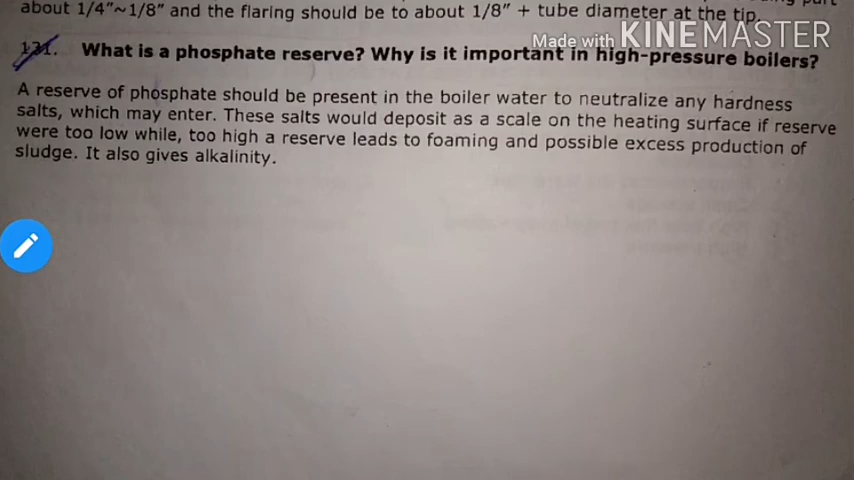 about 1/4"~1/8" and the flaring should be to about 1/8" + tube diameter at the tip.
Made with KINEMASTER
131. What is a phosphate reserve? Why is it important in high-pressure boilers?
A reserve of phosphate should be present in the boiler water to neutralize any hardness
salts, which may enter. These salts would deposit as a scale on the heating surface if reserve
were too low while, too high a reserve leads to foaming and possible excess production of
sludge. It also gives alkalinity.